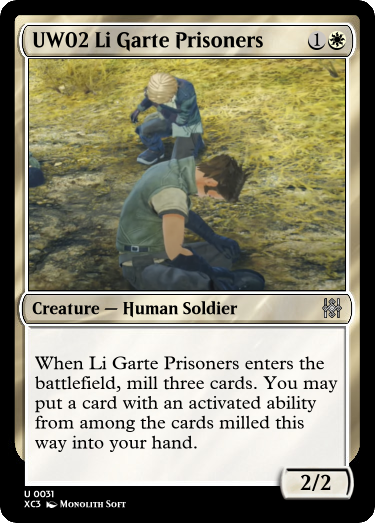 UW02 Li Garte Prisoners 1
Creature — Human Soldier
When Li Garte Prisoners enters the
battlefield, mill three cards. You may
put a card with an activated ability
from among the cards milled this
way into your hand.
2/2
U 0031
XC3 Monolith Soft